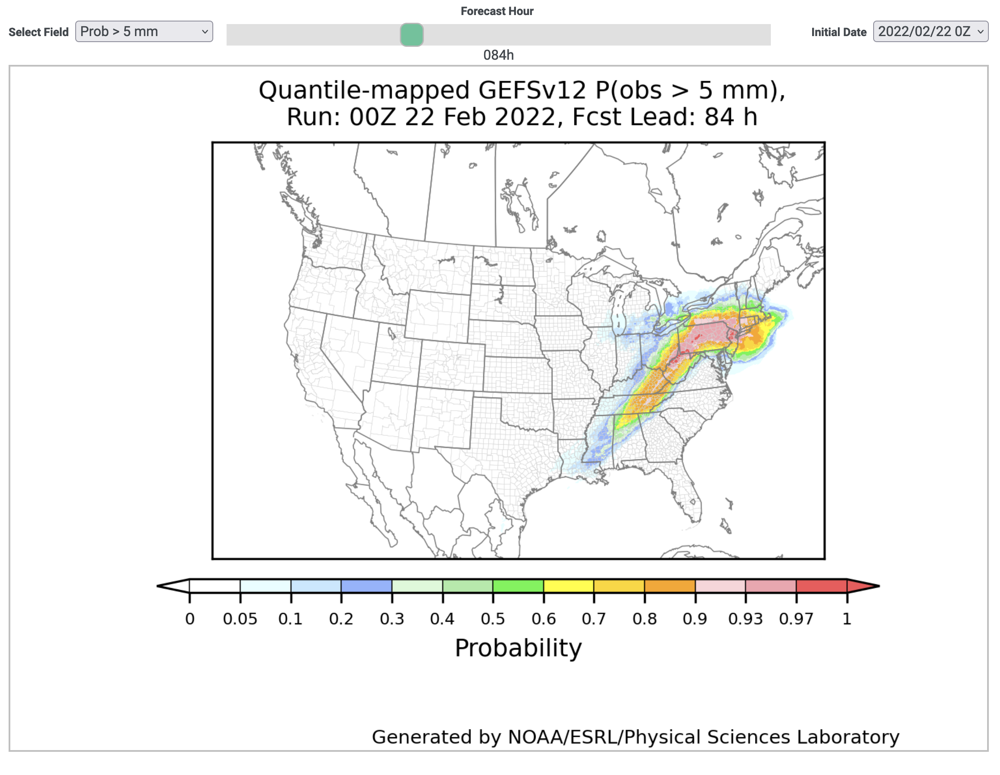 Forecast Hour
Select Field Prob > 5 mm Initial Date 2022/02/22 0Z
084h
Quantile-mapped GEFSv12 P(obs > 5 mm),
Run: 00Z 22 Feb 2022, Fcst Lead: 84 h
0 0.05 0.1 0.2 0.3 0.4 0.5 0.6 0.7 0.8 0.9 0.93 0.97 1
Probability
Generated by NOAA/ESRL/Physical Sciences Laboratory